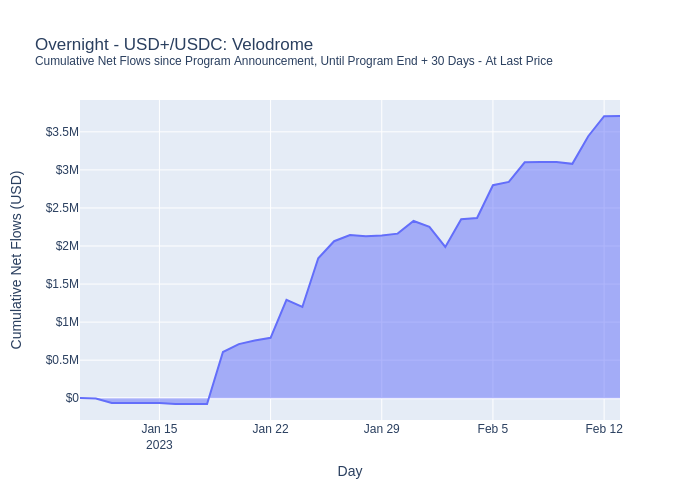 Overnight - USD+/USDC: Velodrome
Cumulative Net Flows since Program Announcement, Until Program End + 30 Days - At Last Price
Cumulative Net Flows (USD)
$3.5M
$3M
$2.5M
$2M
$1.5M
$1M
$0.5M
$0
Jan 15
2023
Jan 22
Jan 29
Feb 5
Feb 12
Day